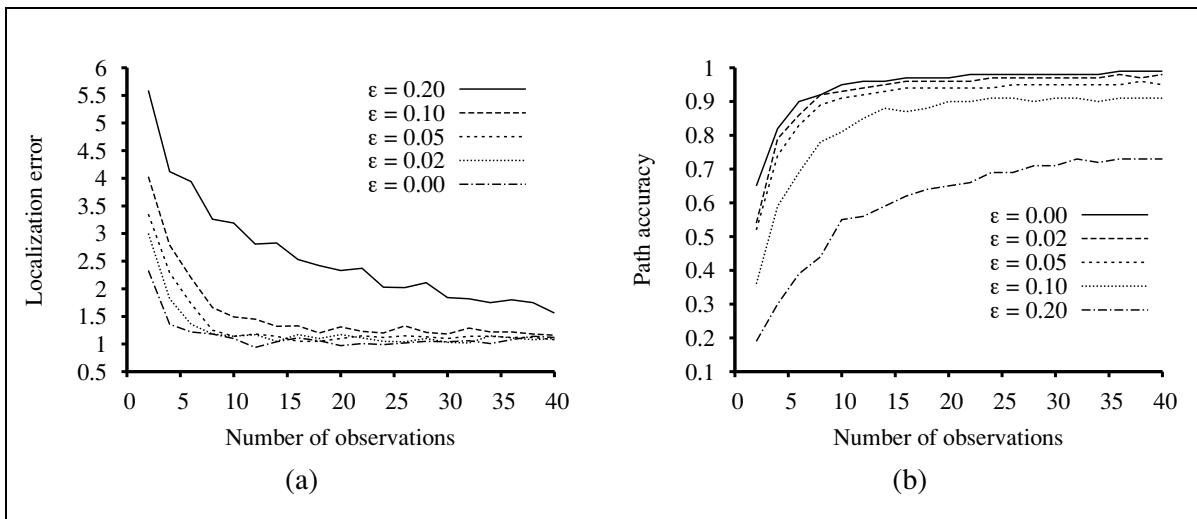 6
5.5
5
4.5
4
3.5
3
2.5
2
1.5
1
0.5
0 5 10 15 20 25 30 35 40
Localization error
Number of observations
ε = 0.20
ε = 0.10
ε = 0.05
ε = 0.02
ε = 0.00
(a)
1
0.9
0.8
0.7
0.6
0.5
0.4
0.3
0.2
0.1
0 5 10 15 20 25 30 35 40
Path accuracy
Number of observations
ε = 0.00
ε = 0.02
ε = 0.05
ε = 0.10
ε = 0.20
(b)